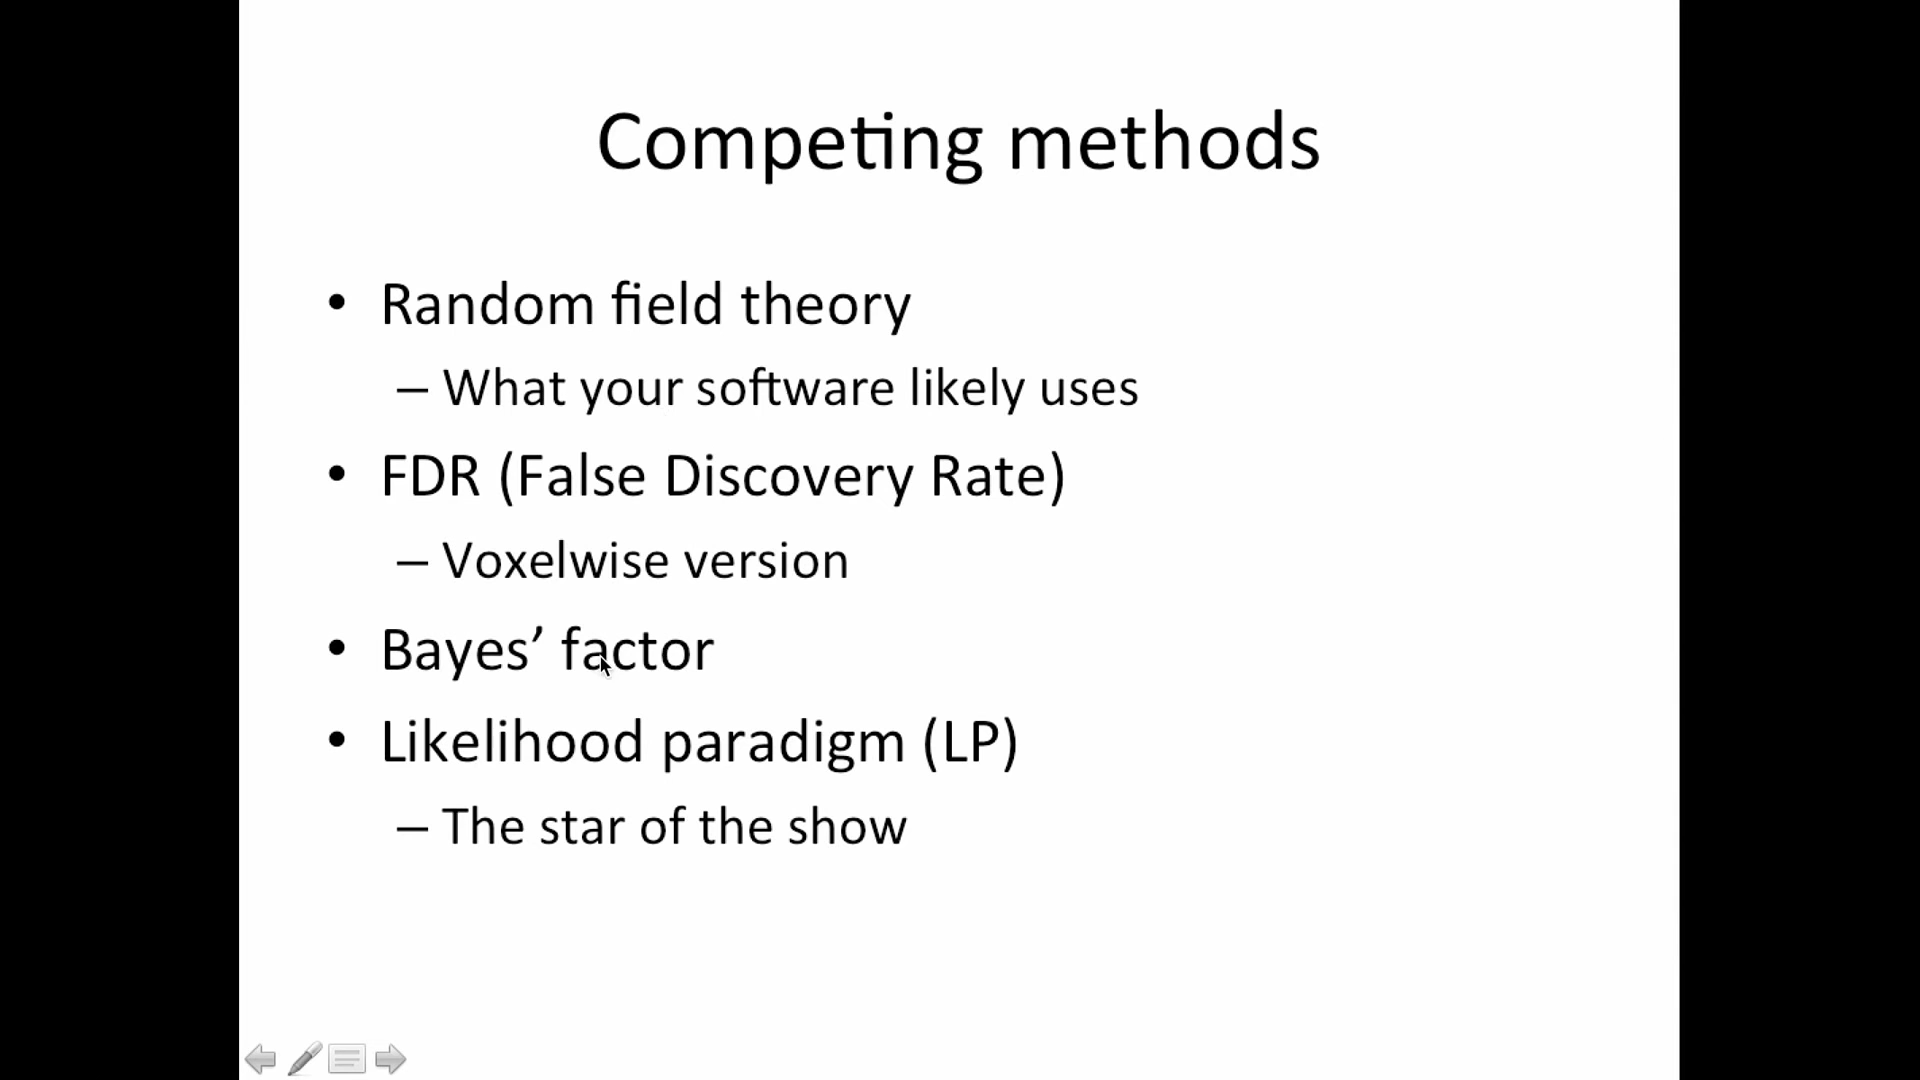 Competing methods
• Random field theory
– What your software likely uses
• FDR (False Discovery Rate)
– Voxelwise version
• Bayes’ factor
• Likelihood paradigm (LP)
– The star of the show